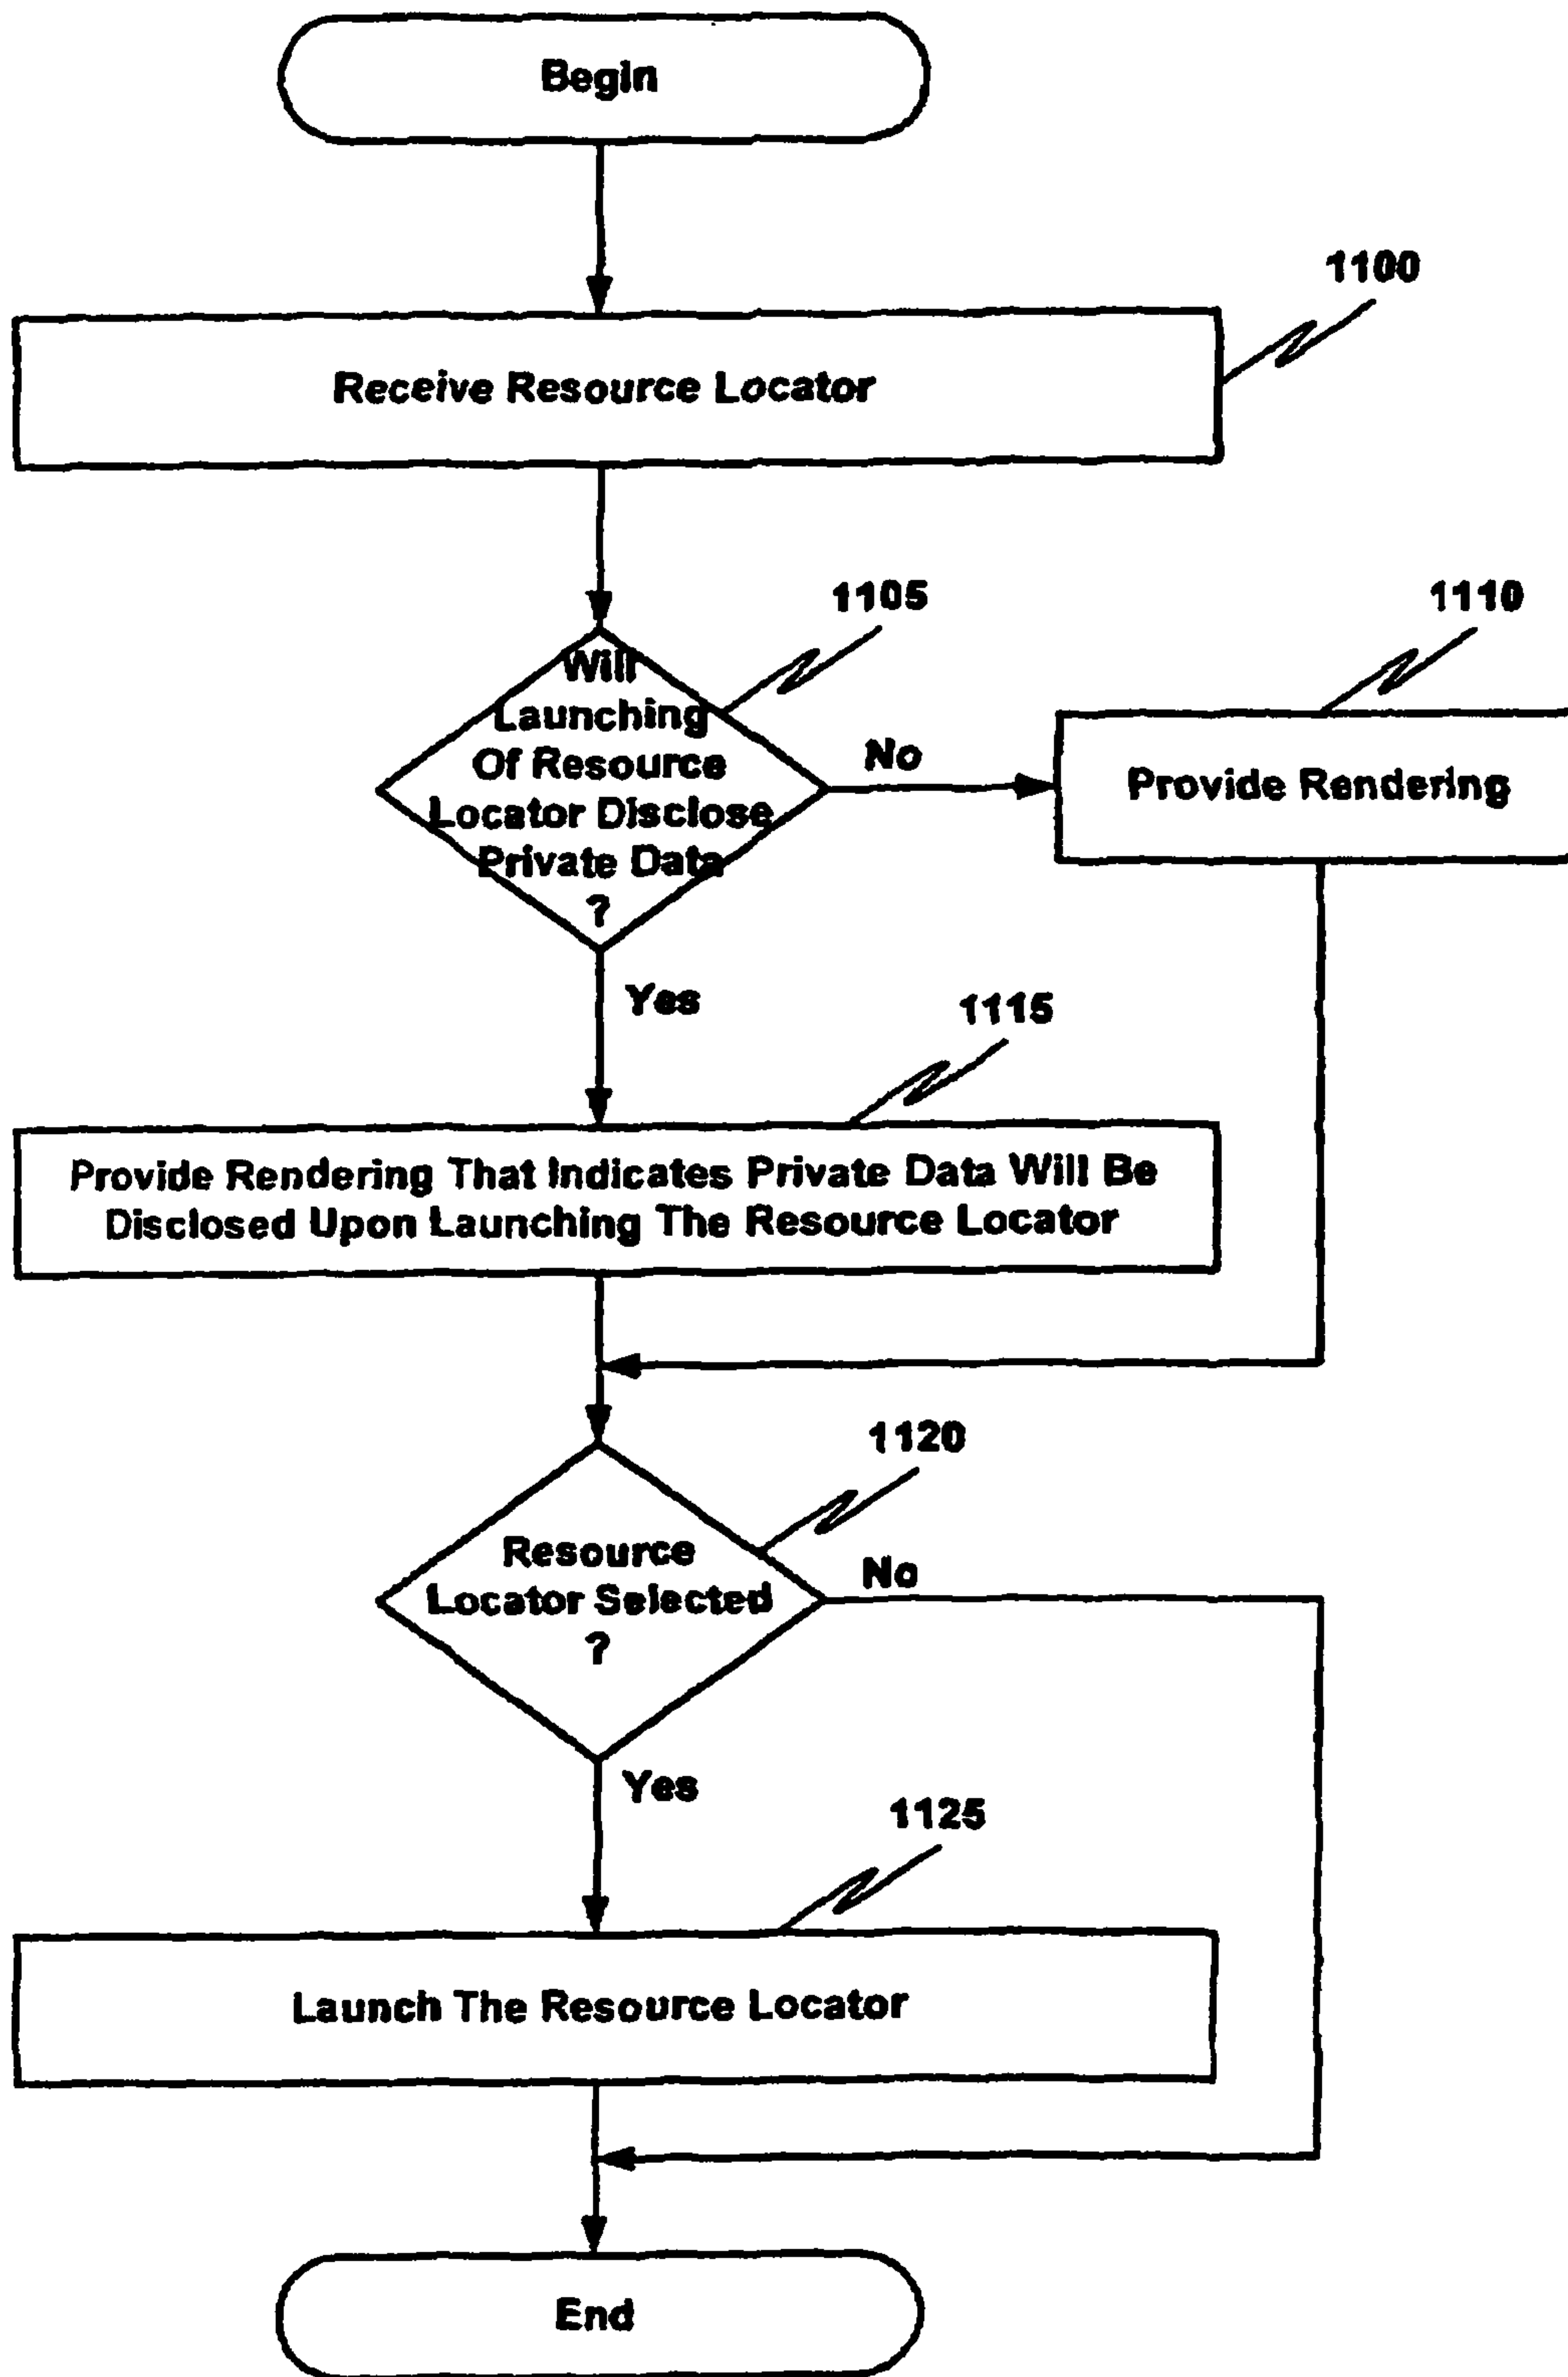 Begin
1100
Receive Resource Locator
1105
1110
Will
Launching
Of Resource
Locator Disclose
Private Data
?
No
Provide Rendering
Yes
1115
Provide Rendering That Indicates Private Data Will Be
Disclosed Upon Launching The Resource Locator
1120
Resource
Locator Selected
?
No
Yes
1125
Launch The Resource Locator
End